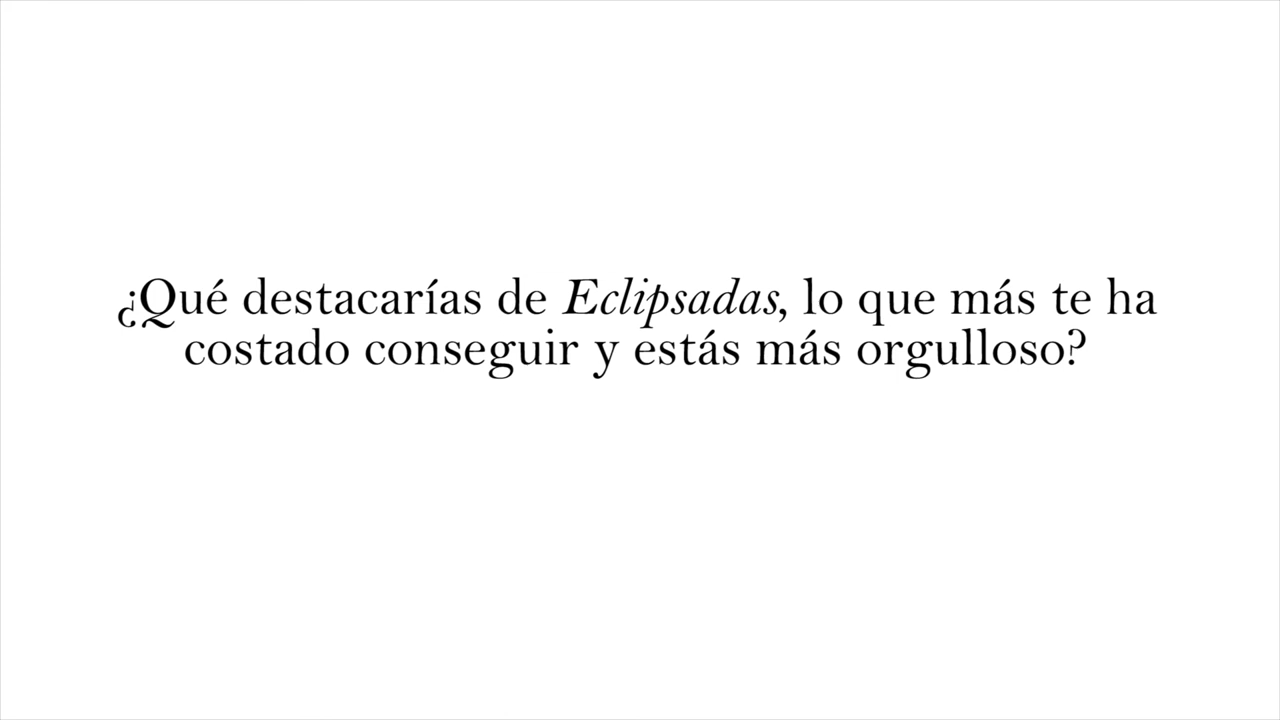 ¿Qué destacarías de Eclipsadas, lo que más te ha
costado conseguir y estás más orgulloso?